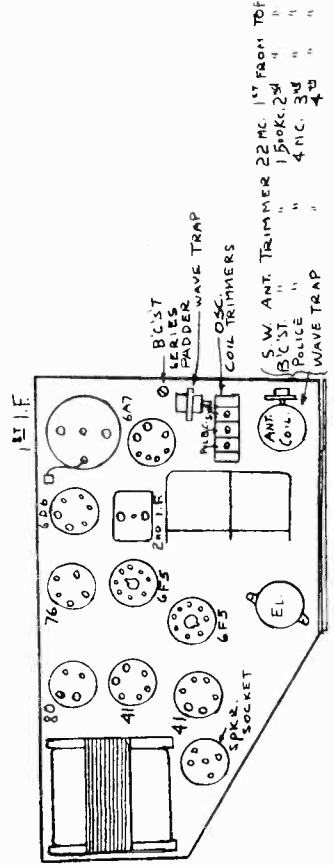 1ST I.F.
80
76
6D6
6A7
41
6F5
2ND I.F.
41
6F5
SPKR.
SOCKET
EL.
ANT.
COIL
B'C'ST
SERIES
PADDER
WAVE TRAP
OSC.
COIL TRIMMERS
S.W. ANT. TRIMMER 22 MC. 1ST FROM TOP
B'C'ST. " " 1500KC. 2nd " "
POLICE " " 4 MC. 3RD " "
WAVE TRAP 4TH " "